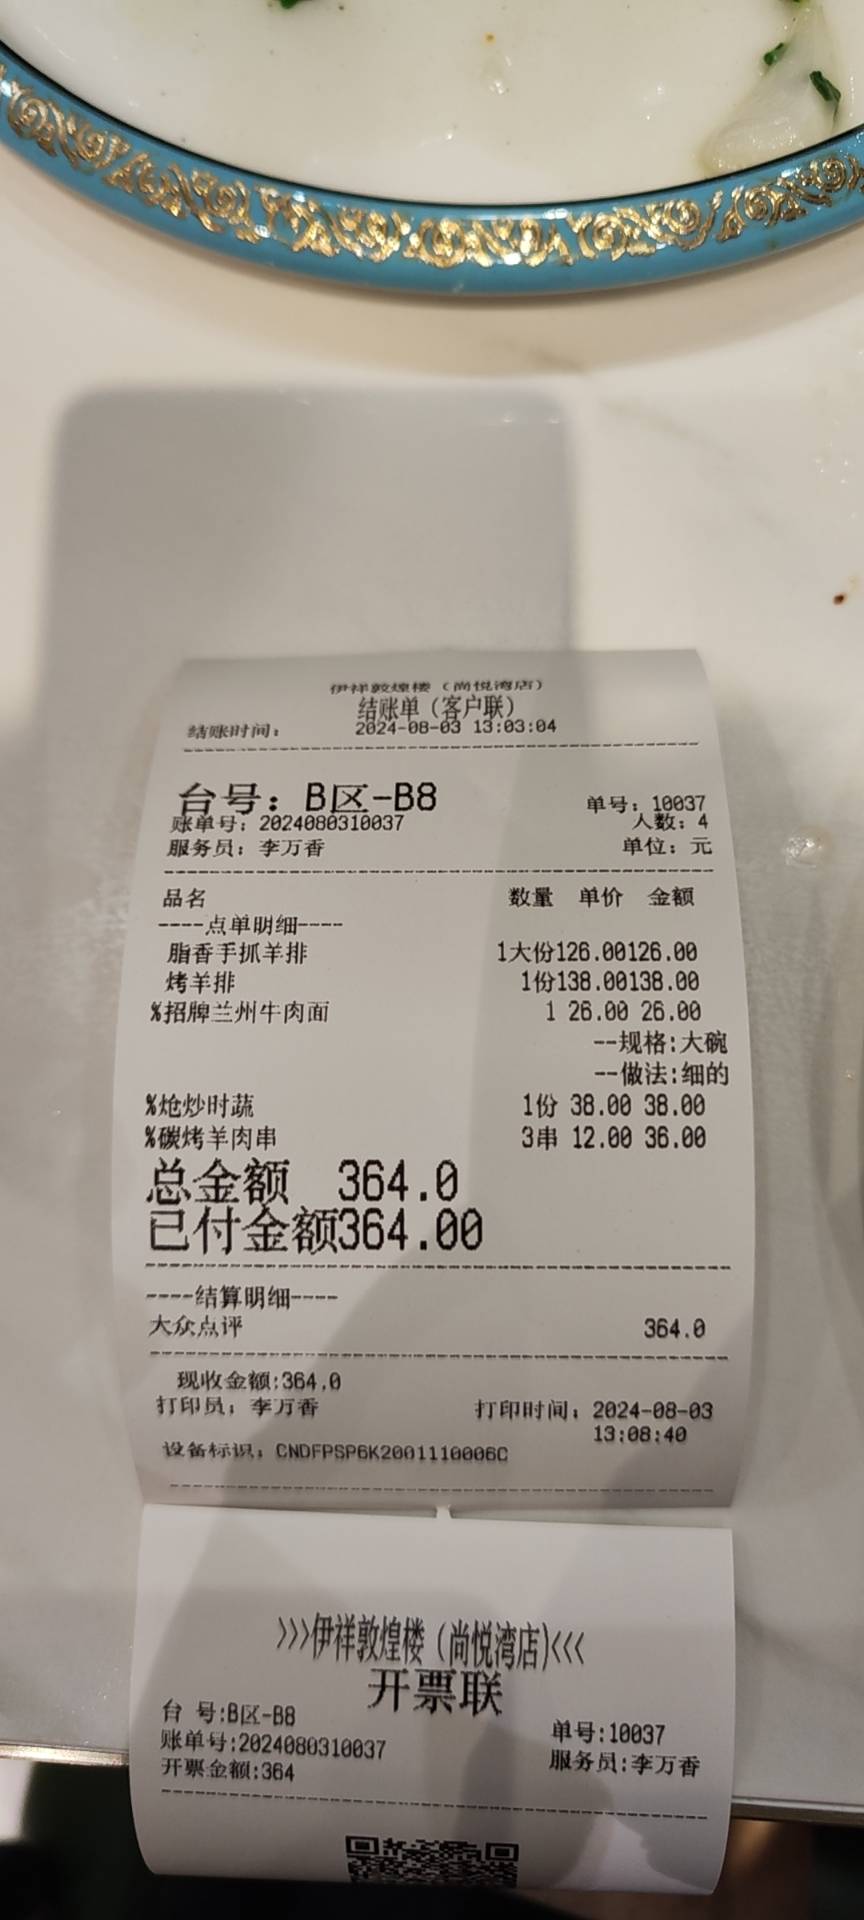 伊祥敦煌楼（尚悦湾店）
结账单（客户联）
结账时间： 2024-08-03 13:03:04
台号：B区-B8 单号：10037
账单号：2024080310037 人数：4
服务员：李万香 单位：元
品名 数量 单价 金额
----点单明细----
脂香手抓羊排 1大份126.00126.00
烤羊排 1份138.00138.00
%招牌兰州牛肉面 1 26.00 26.00
--规格:大碗
--做法:细的
%炝炒时蔬 1份 38.00 38.00
%碳烤羊肉串 3串 12.00 36.00
总金额 364.0
已付金额364.00
----结算明细----
大众点评 364.0
现收金额:364.0
打印员：李万香 打印时间：2024-08-03
13:08:40
设备标识：CNDFPSP6K2001110006C
>>>伊祥敦煌楼（尚悦湾店)<<<
开票联
台 号:B区-B8 单号:10037
账单号:2024080310037 服务员:李万香
开票金额:364